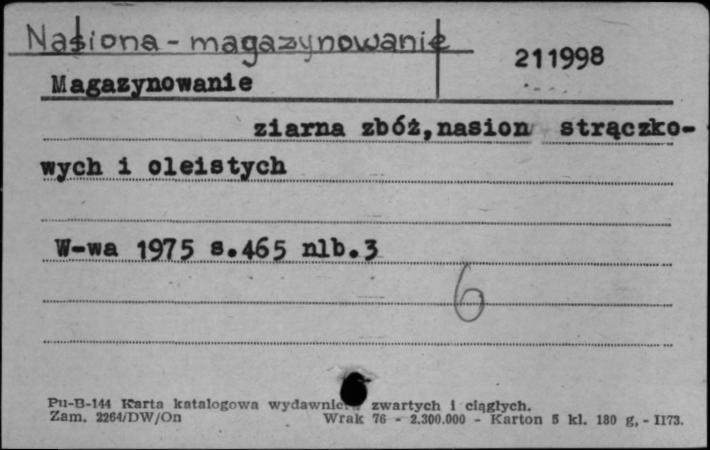 Nasiona - magazynowanie
211998
Magazynowanie
ziarna zbóż,nasion strączko-
wych i oleistych
W-wa 1975 s.465 nlb.3
6
Pu-B-144 Karta katalogowa wydawnictw zwartych i ciągłych.
Zam. 2264/DW/On Wrak 76 - 2.300.000 - Karton 5 kl. 180 g, - II73.